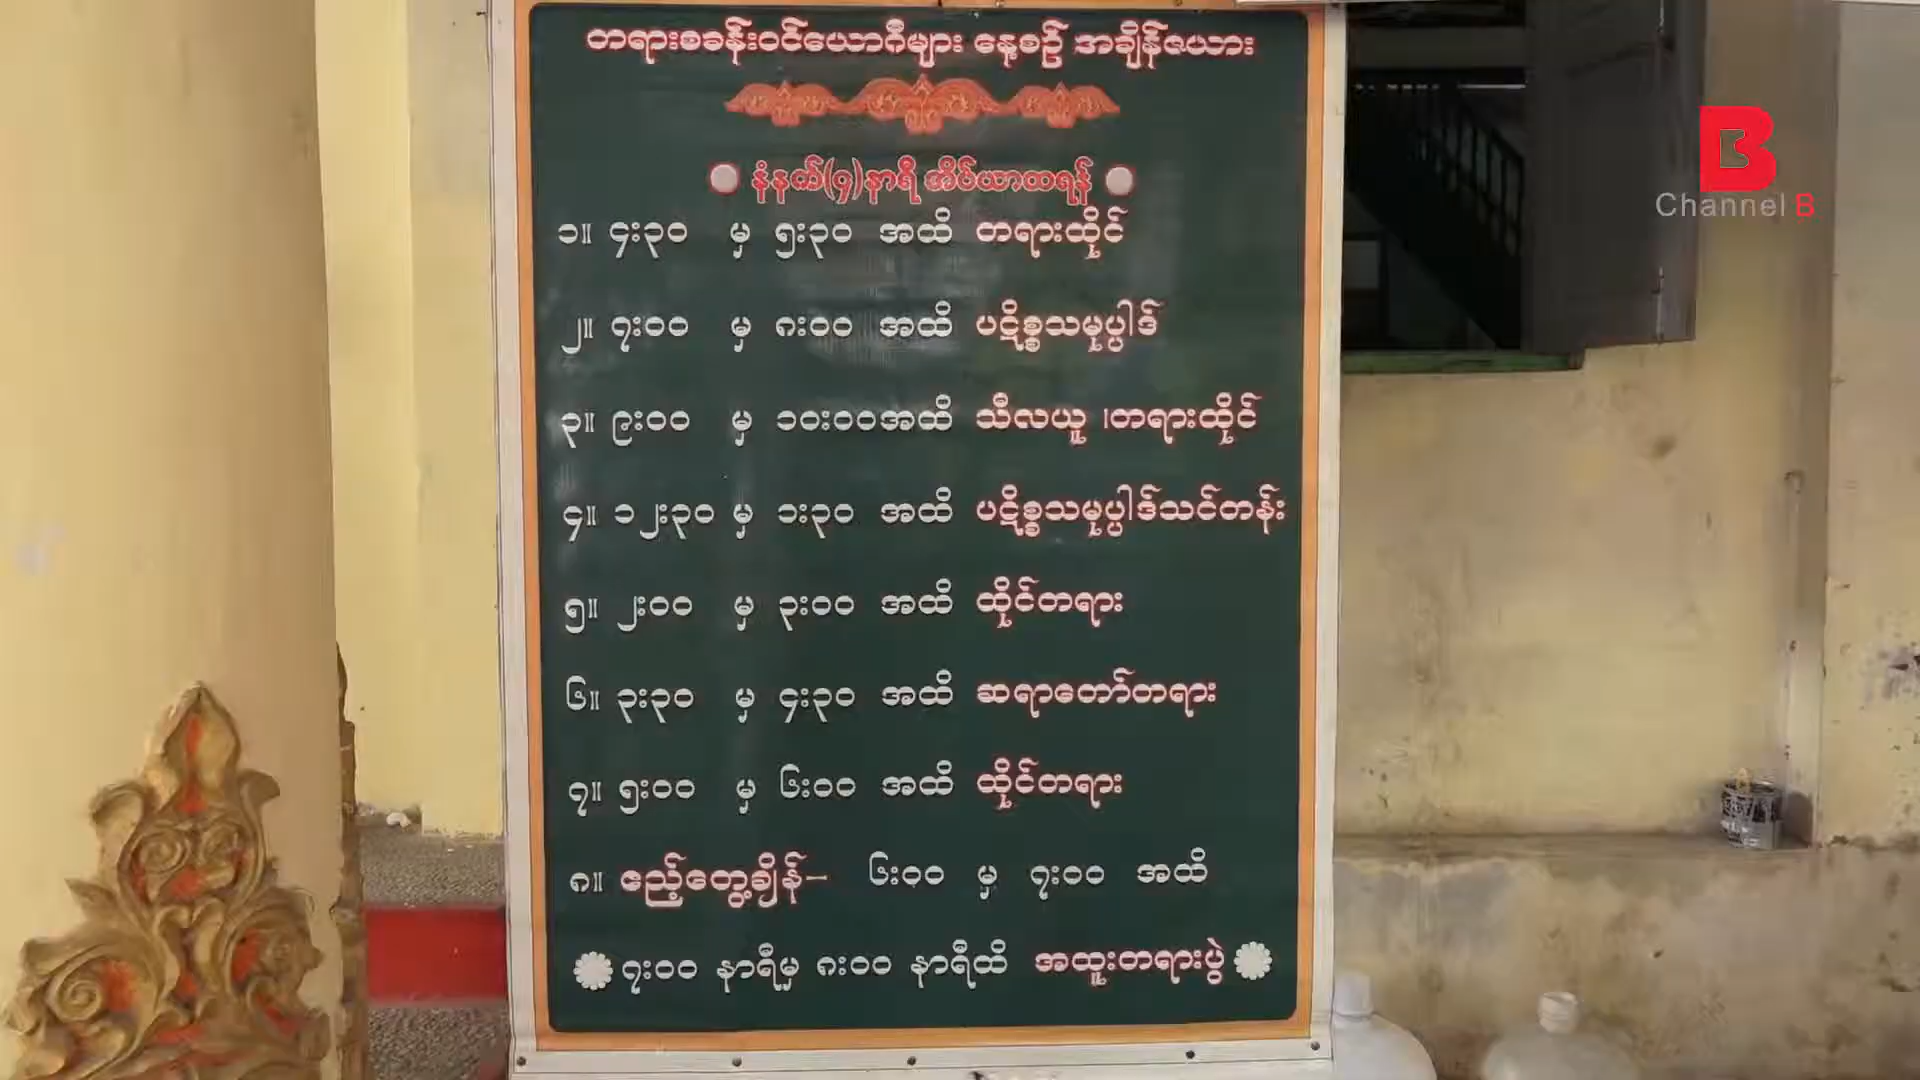 တရားစခန်းဝင်ယောဂီများ နေ့စဉ် အချိန်ဇယား
နံနက်(၄)နာရီ အိပ်ယာထရန်
၁။ ၄း၃၀ မှ ၅း၃၀ အထိ တရားထိုင်
၂။ ၇း၀၀ မှ ၈း၀၀ အထိ ပဋိစ္စသမုပ္ပါဒ်
၃။ ၉း၀၀ မှ ၁၀း၀၀အထိ သီလယူ ၊တရားထိုင်
၄။ ၁၂း၃၀ မှ ၁း၃၀ အထိ ပဋိစ္စသမုပ္ပါဒ်သင်တန်း
၅။ ၂း၀၀ မှ ၃း၀၀ အထိ ထိုင်တရား
၆။ ၃း၃၀ မှ ၄း၃၀ အထိ ဆရာတော်တရား
၇။ ၅း၀၀ မှ ၆း၀၀ အထိ ထိုင်တရား
၈။ ဧည့်တွေ့ချိန်- ၆း၀၀ မှ ၇း၀၀ အထိ
၇း၀၀ နာရီမှ ၈း၀၀ နာရီထိ အထူးတရားပွဲ
Channel B